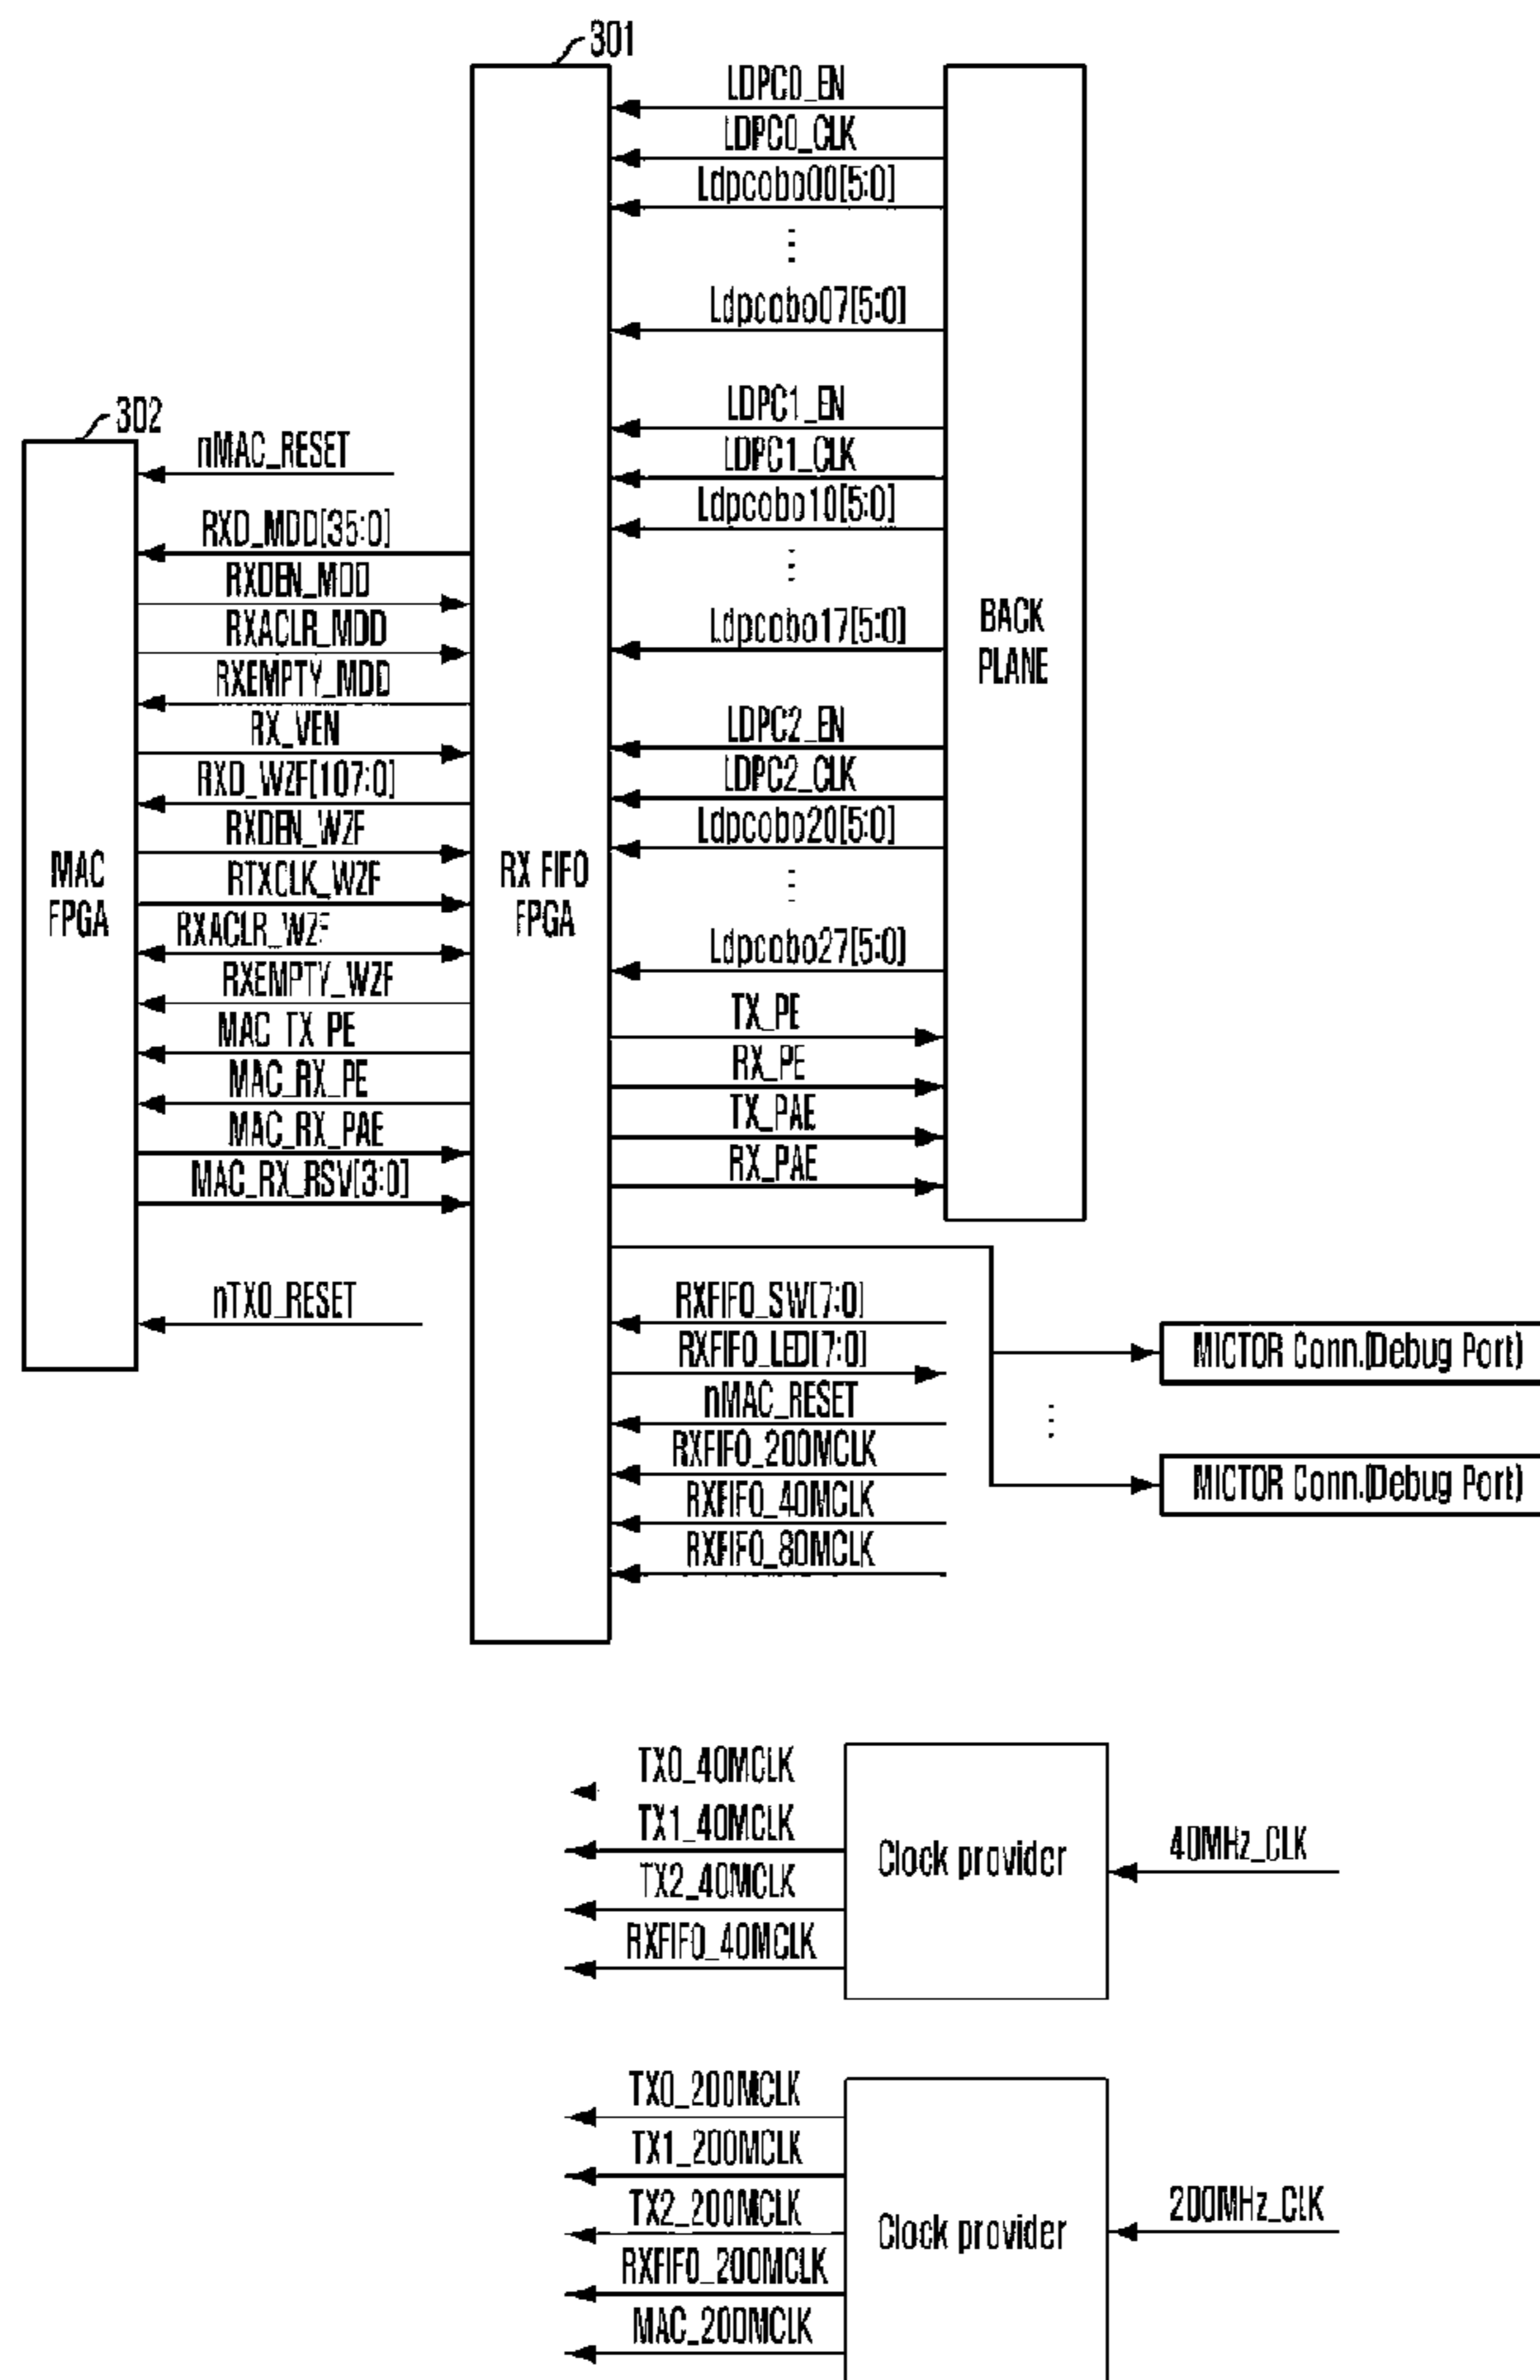 301
LDPC0_EN
LDPC0_CLK
Ldpcobo00[5:0]
Ldpcobo07[5:0]
LDPC1_EN
LDPC1_CLK
Ldpcobo10[5:0]
Ldpcobo17[5:0]
LDPC2_EN
LDPC2_CLK
Ldpcobo20[5:0]
Ldpcobo27[5:0]
TX_PE
RX_PE
TX_PAE
RX_PAE
BACK
PLANE
302
nMAC_RESET
RXD_MDD[35:0]
RXDEN_MDD
RXACLR_MDD
RXEMPTY_MDD
RX_VEN
RXD_WZF[107:0]
RXDEN_WZF
RTXCLK_WZF
RXACLR_WZF
RXEMPTY_WZF
MAC_TX_PE
MAC_RX_PE
MAC_RX_PAE
MAC_RX_RSV[3:0]
nTX0_RESET
MAC
FPGA
RX FIFO
FPGA
RXFIFO_SW[7:0]
RXFIFO_LED[7:0]
nMAC_RESET
RXFIFO_200MCLK
RXFIFO_40MCLK
RXFIFO_80MCLK
MICTOR Conn.(Debug Port)
MICTOR Conn.(Debug Port)
TX0_40MCLK
TX1_40MCLK
TX2_40MCLK
RXFIFO_40MCLK
Clock provider
40MHz_CLK
TX0_200MCLK
TX1_200MCLK
TX2_200MCLK
RXFIFO_200MCLK
MAC_200MCLK
Clock provider
200MHz_CLK